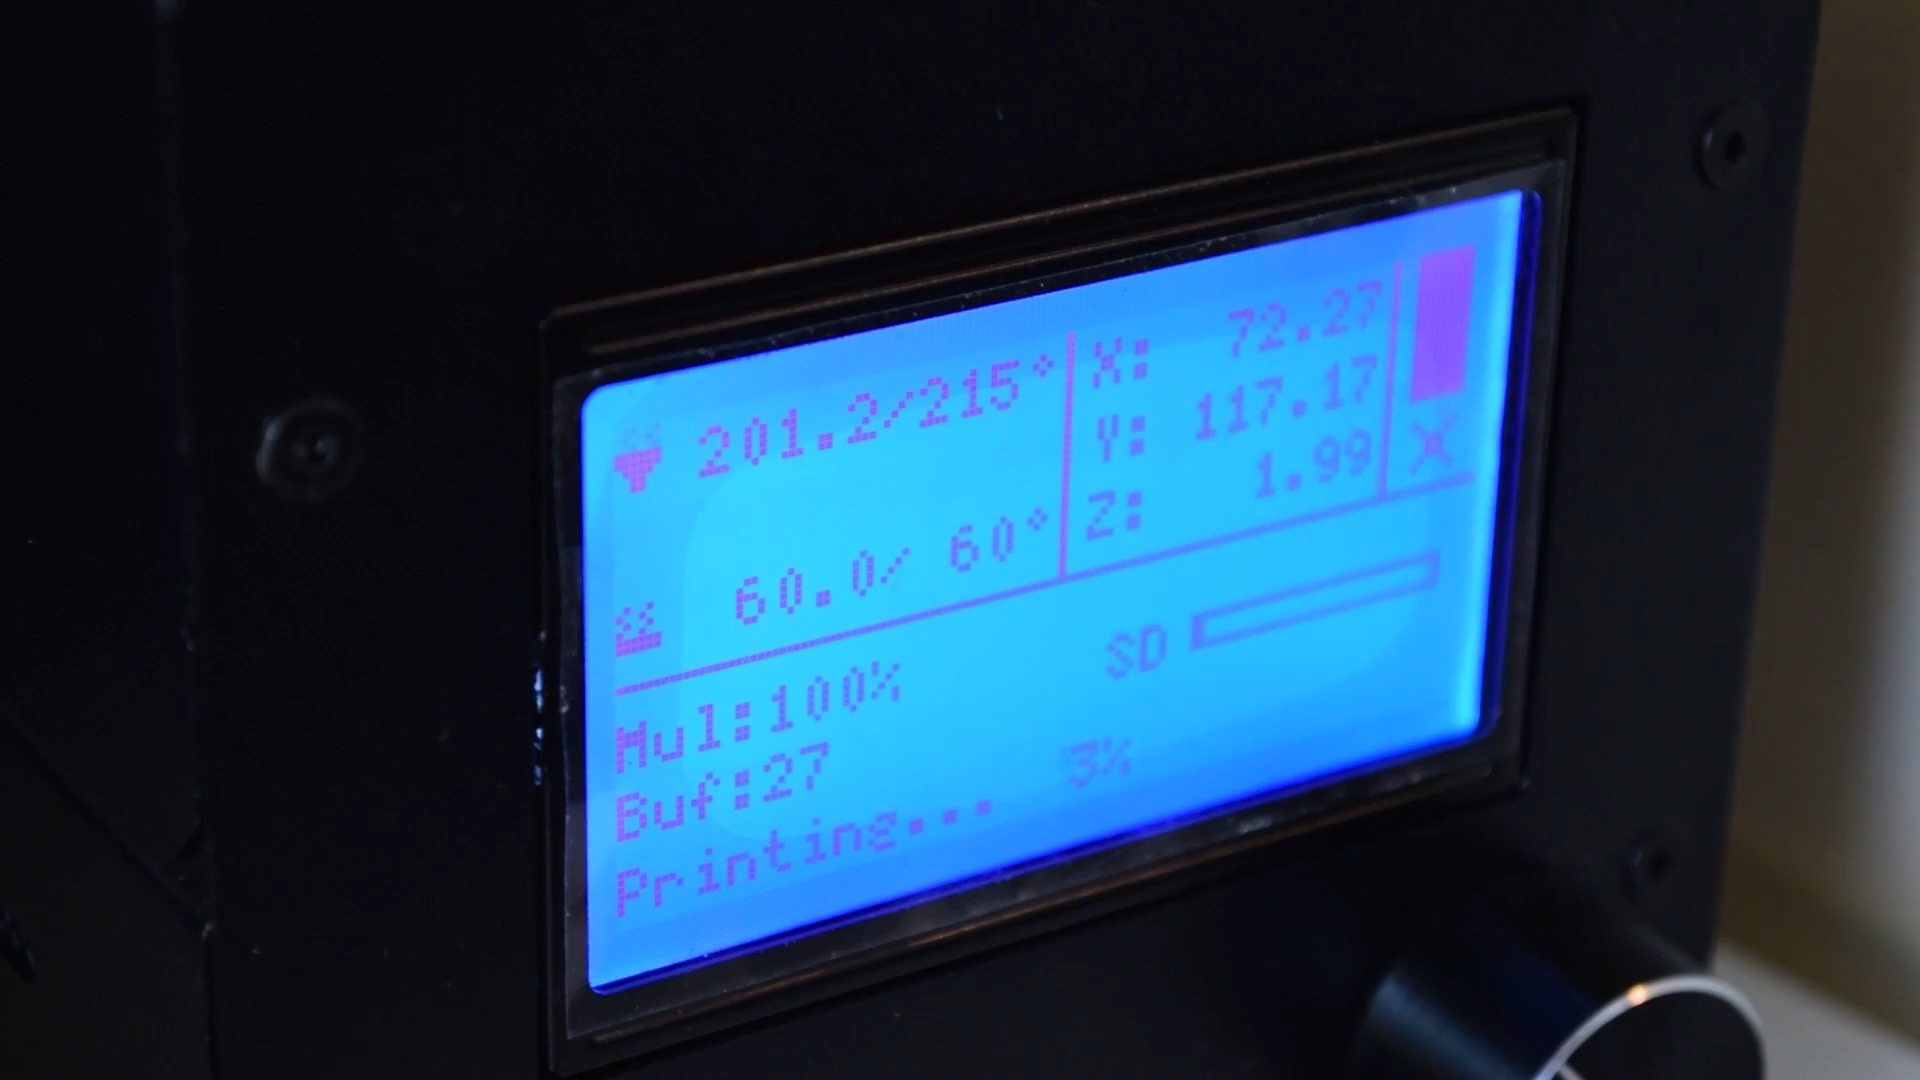 201.2/215°
60.0/ 60°
X: 72.27
Y: 117.17
Z: 1.99
SD
Mul:100%
Buf:27
3%
Printing...